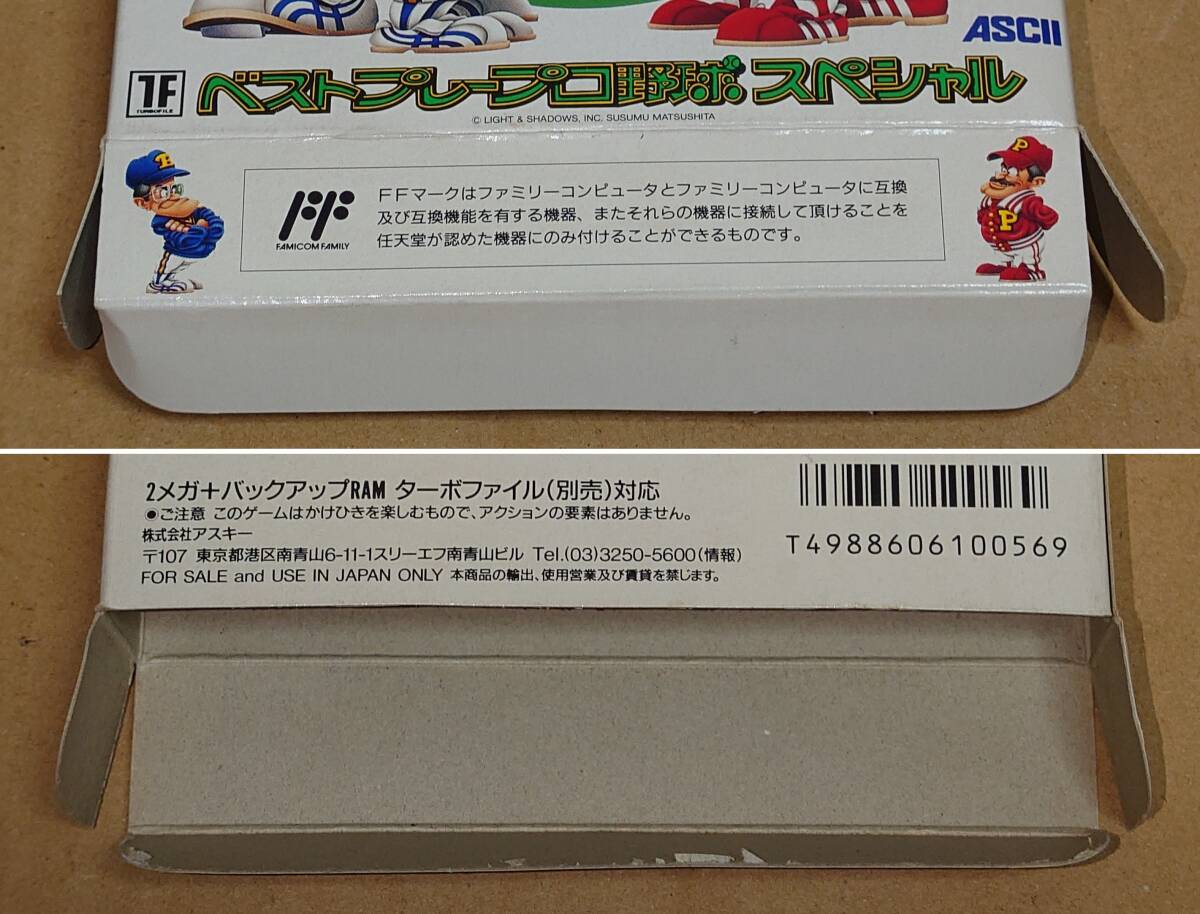 ASCII
TF
TURBOFILE
ベストプレープロ野球スペシャル
© LIGHT & SHADOWS, INC. SUSUMU MATSUSHITA
B
P
P
FF
FAMICOM FAMILY
FFマークはファミリーコンピュータとファミリーコンピュータに互換
及び互換機能を有する機器、またそれらの機器に接続して頂けることを
任天堂が認めた機器にのみ付けることができるものです。
2メガ+バックアップRAM ターボファイル(別売)対応
●ご注意 このゲームはかけひきを楽しむもので、アクションの要素はありません。
株式会社アスキー
〒107 東京都港区南青山6-11-1スリーエフ南青山ビル Tel.(03)3250-5600(情報)
FOR SALE and USE IN JAPAN ONLY 本商品の輸出、使用営業及び賃貸を禁じます。
T4988606100569